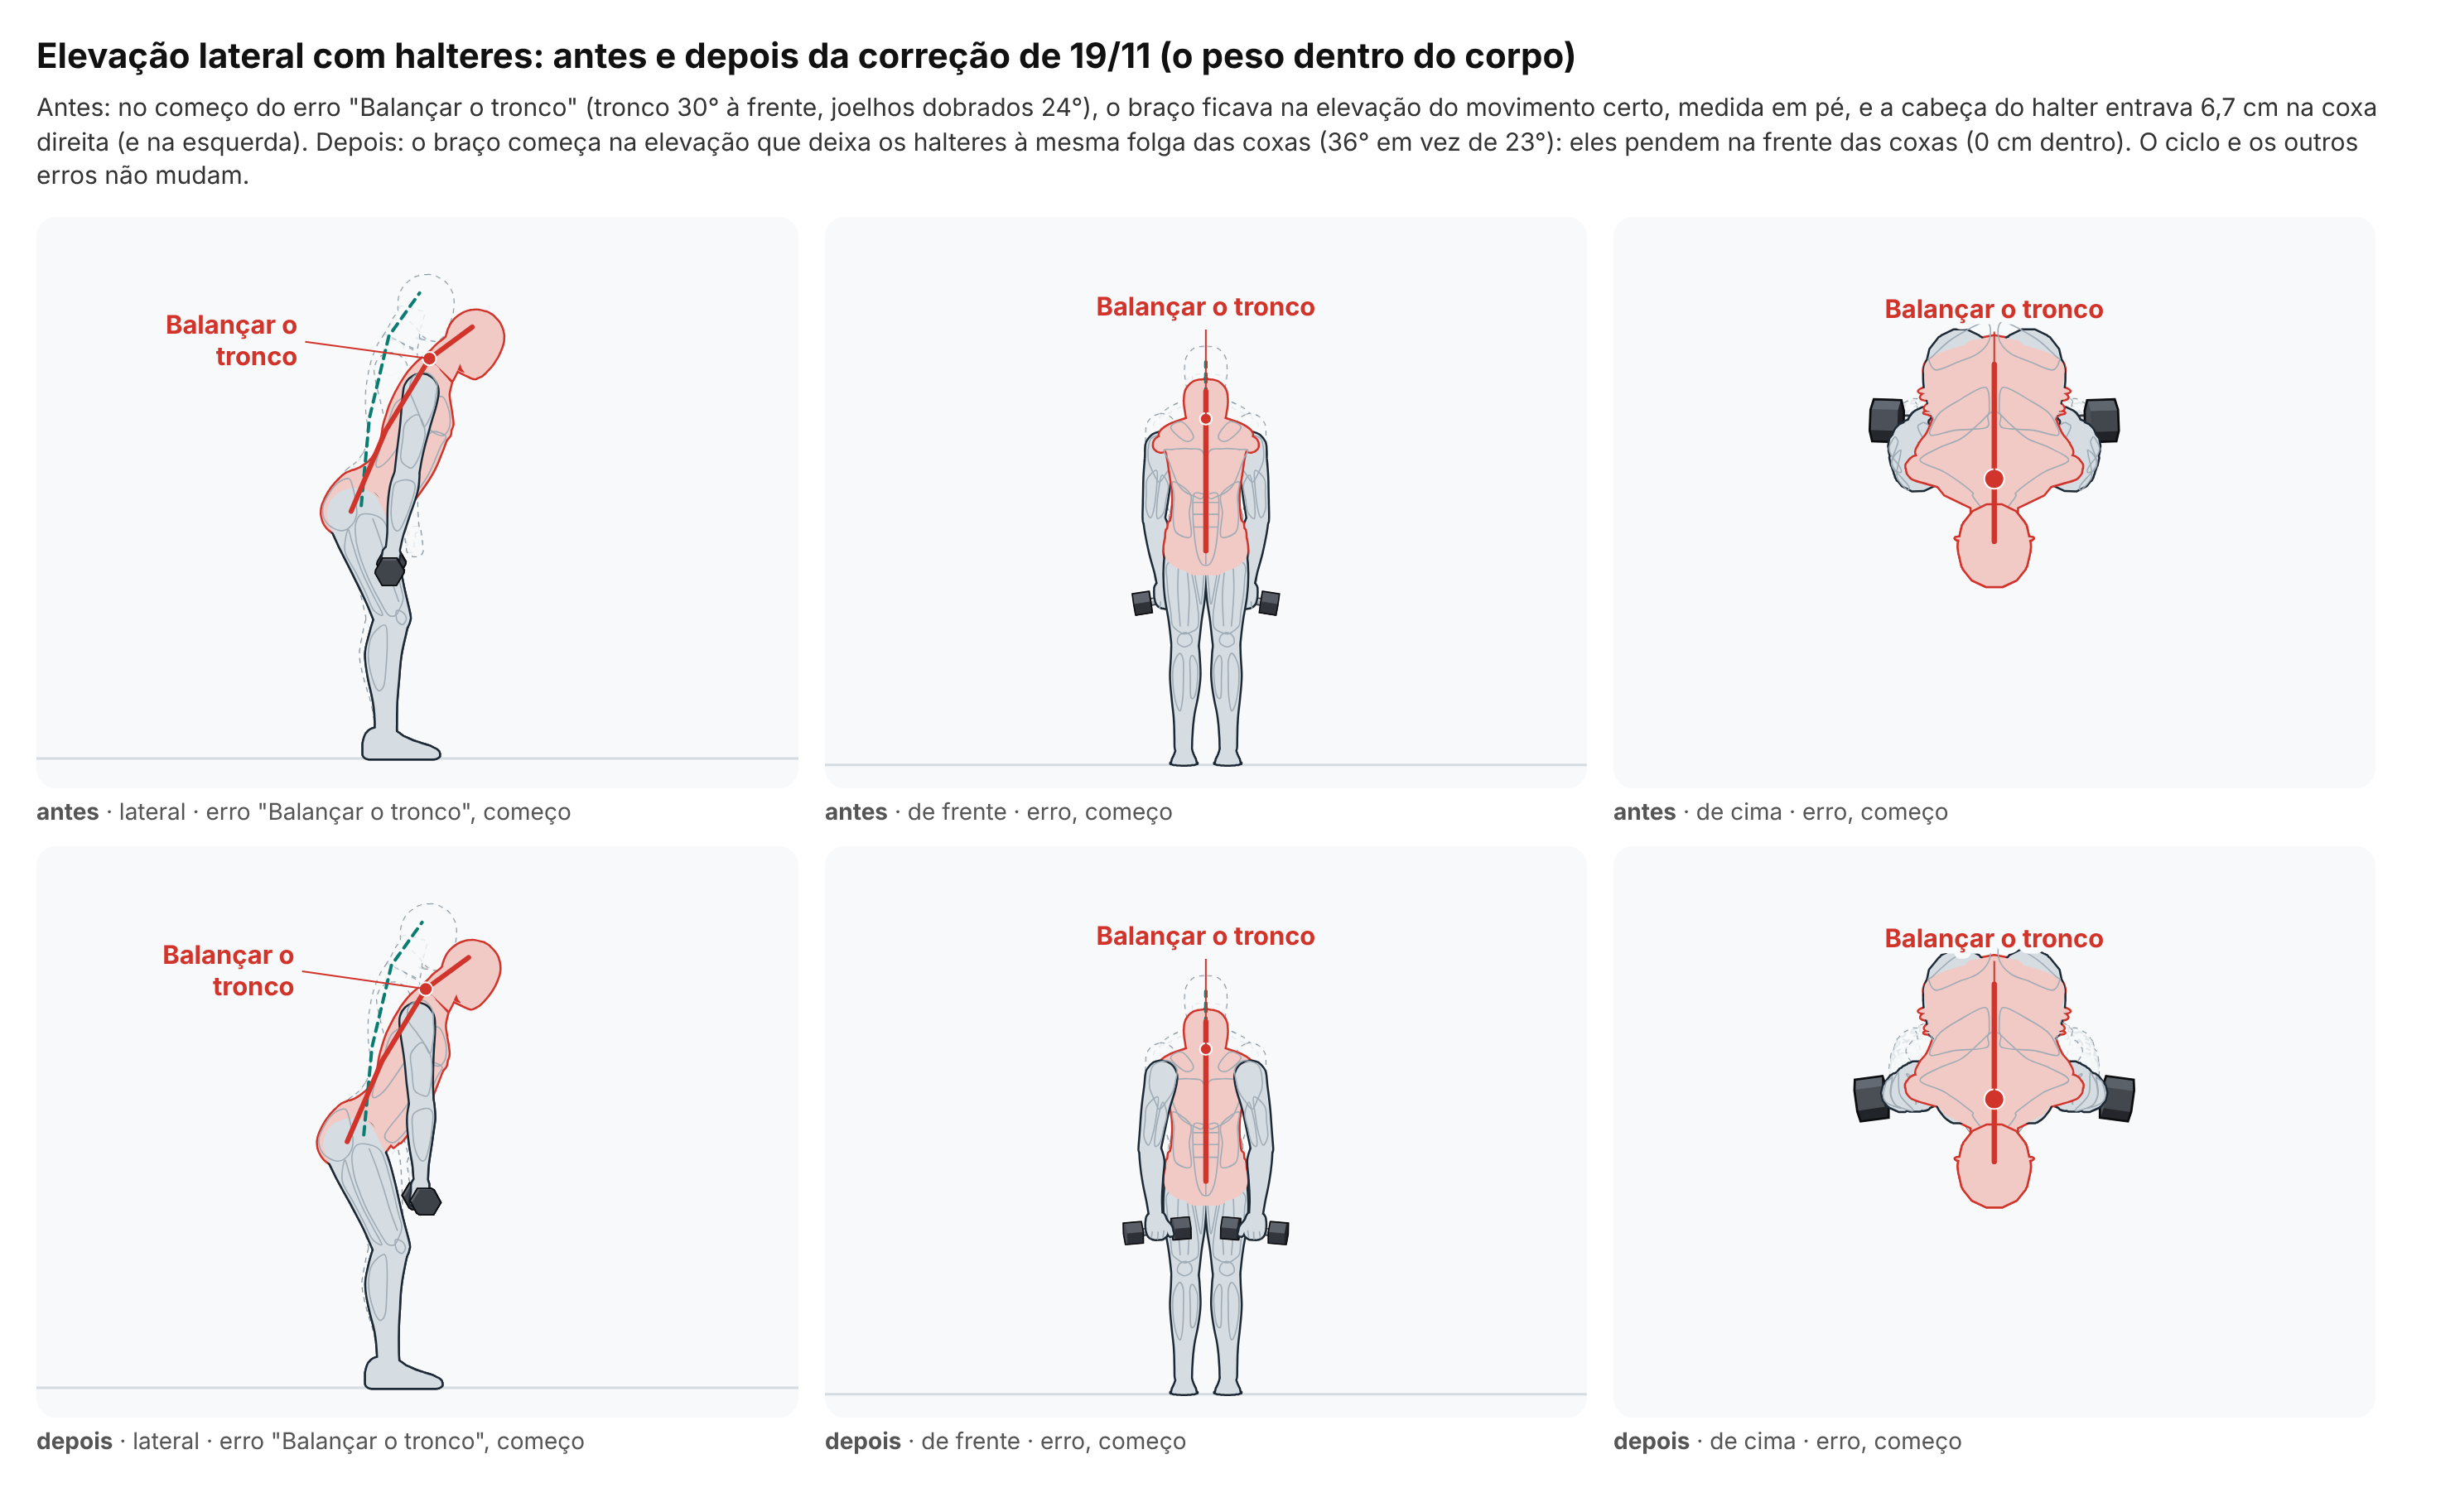 Elevação lateral com halteres: antes e depois da correção de 19/11 (o peso dentro do corpo)
Antes: no começo do erro "Balançar o tronco" (tronco 30° à frente, joelhos dobrados 24°), o braço ficava na elevação do movimento certo, medida em pé, e a cabeça do halter entrava 6,7 cm na coxa
direita (e na esquerda). Depois: o braço começa na elevação que deixa os halteres à mesma folga das coxas (36° em vez de 23°): eles pendem na frente das coxas (0 cm dentro). O ciclo e os outros
erros não mudam.
Balançar o
tronco
Balançar o tronco
Balançar o tronco
antes · lateral · erro "Balançar o tronco", começo
antes · de frente · erro, começo
antes · de cima · erro, começo
Balançar o
tronco
Balançar o tronco
Balançar o tronco
depois · lateral · erro "Balançar o tronco", começo
depois · de frente · erro, começo
depois · de cima · erro, começo